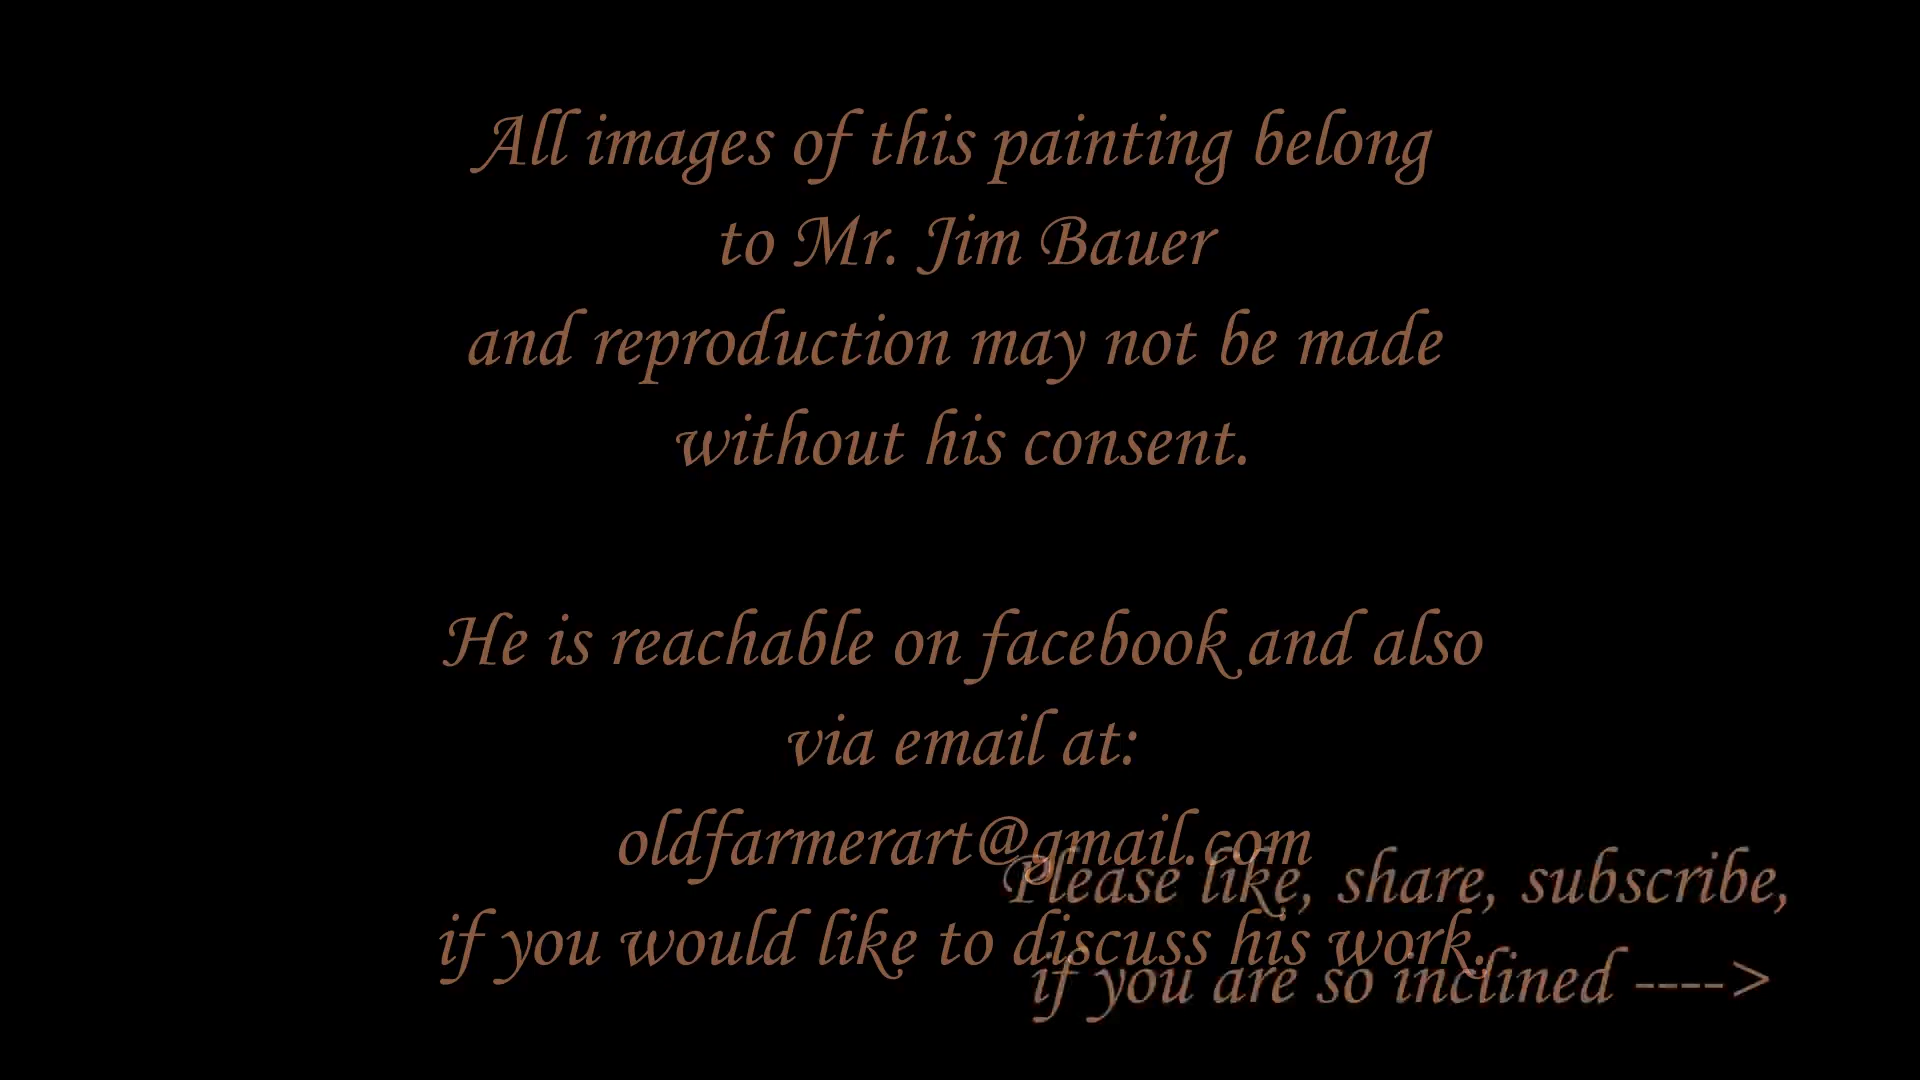 All images of this painting belong
to Mr. Jim Bauer
and reproduction may not be made
without his consent.
He is reachable on facebook and also
via email at:
oldfarmerart@gmail.com
if you would like to discuss his work.
Please like, share, subscribe,
if you are so inclined ---->